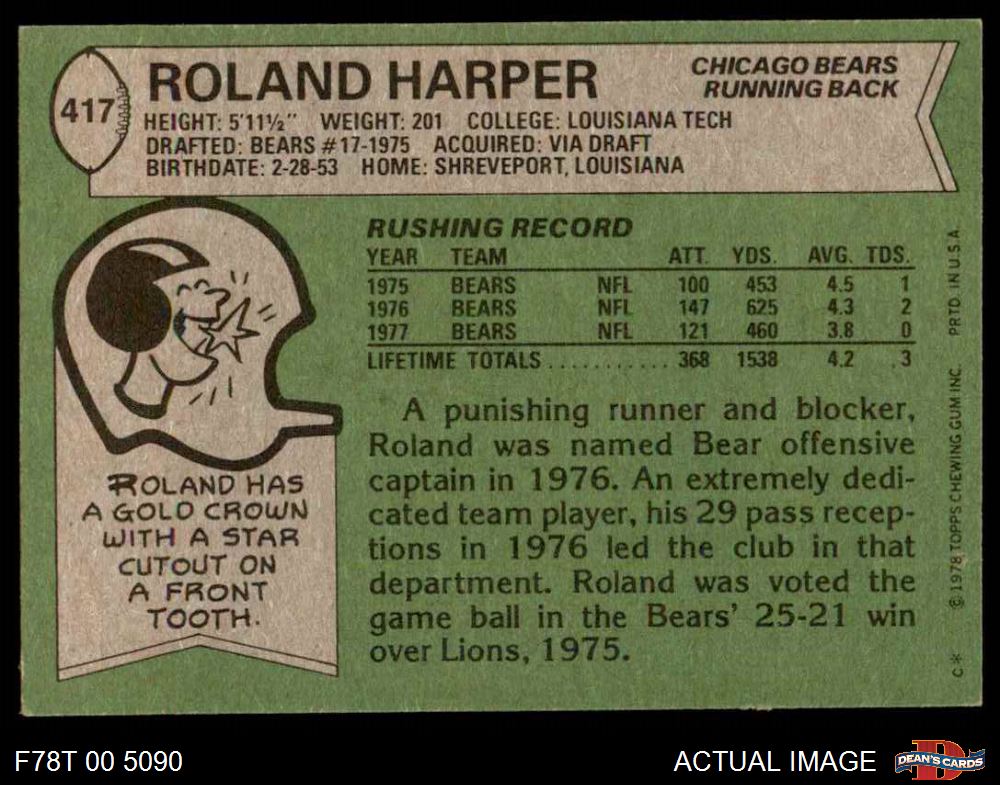 417
ROLAND HARPER
CHICAGO BEARS
RUNNING BACK
HEIGHT: 5'11½" WEIGHT: 201 COLLEGE: LOUISIANA TECH
DRAFTED: BEARS #17-1975 ACQUIRED: VIA DRAFT
BIRTHDATE: 2-28-53 HOME: SHREVEPORT, LOUISIANA
RUSHING RECORD
YEAR TEAM ATT. YDS. AVG. TDS.
1975 BEARS NFL 100 453 4.5 1
1976 BEARS NFL 147 625 4.3 2
1977 BEARS NFL 121 460 3.8 0
LIFETIME TOTALS ............ 368 1538 4.2 3
A punishing runner and blocker,
Roland was named Bear offensive
captain in 1976. An extremely dedi-
cated team player, his 29 pass recep-
tions in 1976 led the club in that
department. Roland was voted the
game ball in the Bears' 25-21 win
over Lions, 1975.
ROLAND HAS
A GOLD CROWN
WITH A STAR
CUTOUT ON
A FRONT
TOOTH.
C* © 1978 TOPPS CHEWING GUM INC. PRTD. IN U.S.A.
F78T 00 5090
ACTUAL IMAGE
DEAN'S CARDS